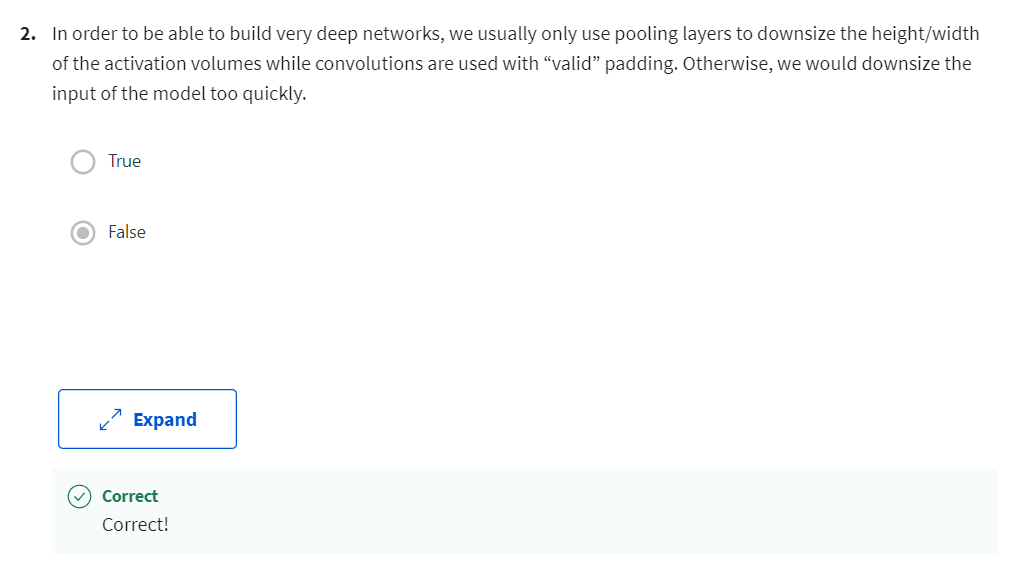 2. In order to be able to build very deep networks, we usually only use pooling layers to downsize the height/width
of the activation volumes while convolutions are used with “valid” padding. Otherwise, we would downsize the
input of the model too quickly.
True
False
Expand
Correct
Correct!